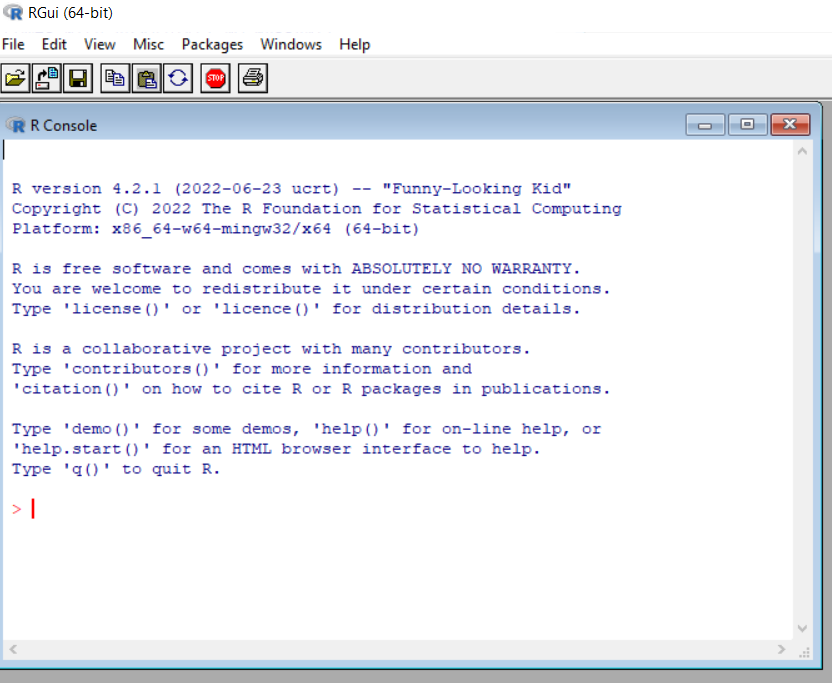 RGui (64-bit)
File Edit View Misc Packages Windows Help
STOP
R Console
R version 4.2.1 (2022-06-23 ucrt) -- "Funny-Looking Kid"
Copyright (C) 2022 The R Foundation for Statistical Computing
Platform: x86_64-w64-mingw32/x64 (64-bit)
R is free software and comes with ABSOLUTELY NO WARRANTY.
You are welcome to redistribute it under certain conditions.
Type 'license()' or 'licence()' for distribution details.
R is a collaborative project with many contributors.
Type 'contributors()' for more information and
'citation()' on how to cite R or R packages in publications.
Type 'demo()' for some demos, 'help()' for on-line help, or
'help.start()' for an HTML browser interface to help.
Type 'q()' to quit R.
>